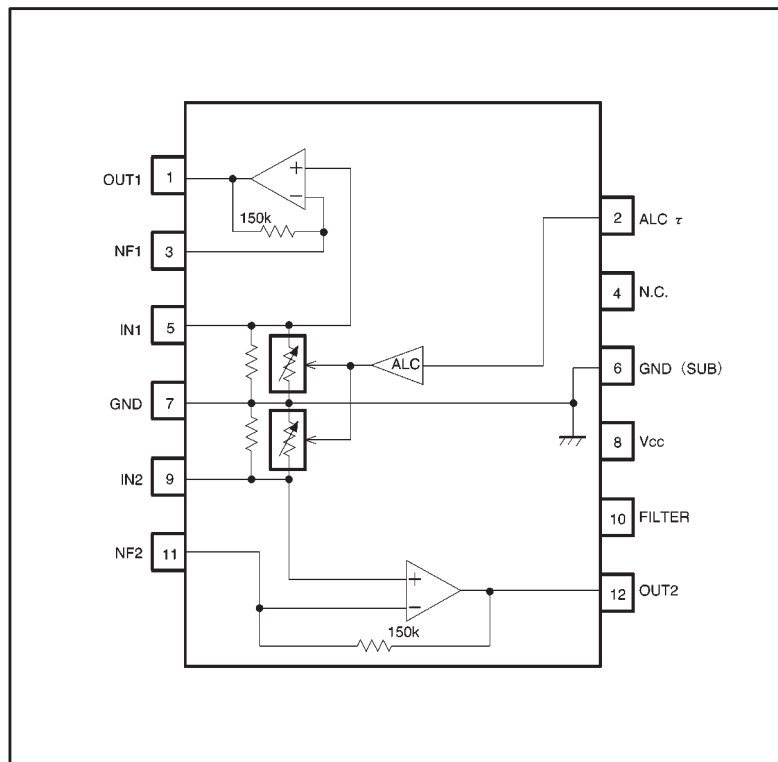 OUT1 1
+
−
150k
2 ALC τ
NF1 3
4 N.C.
IN1 5
ALC
6 GND (SUB)
GND 7
8 Vcc
IN2 9
10 FILTER
NF2 11
+
−
12 OUT2
150k